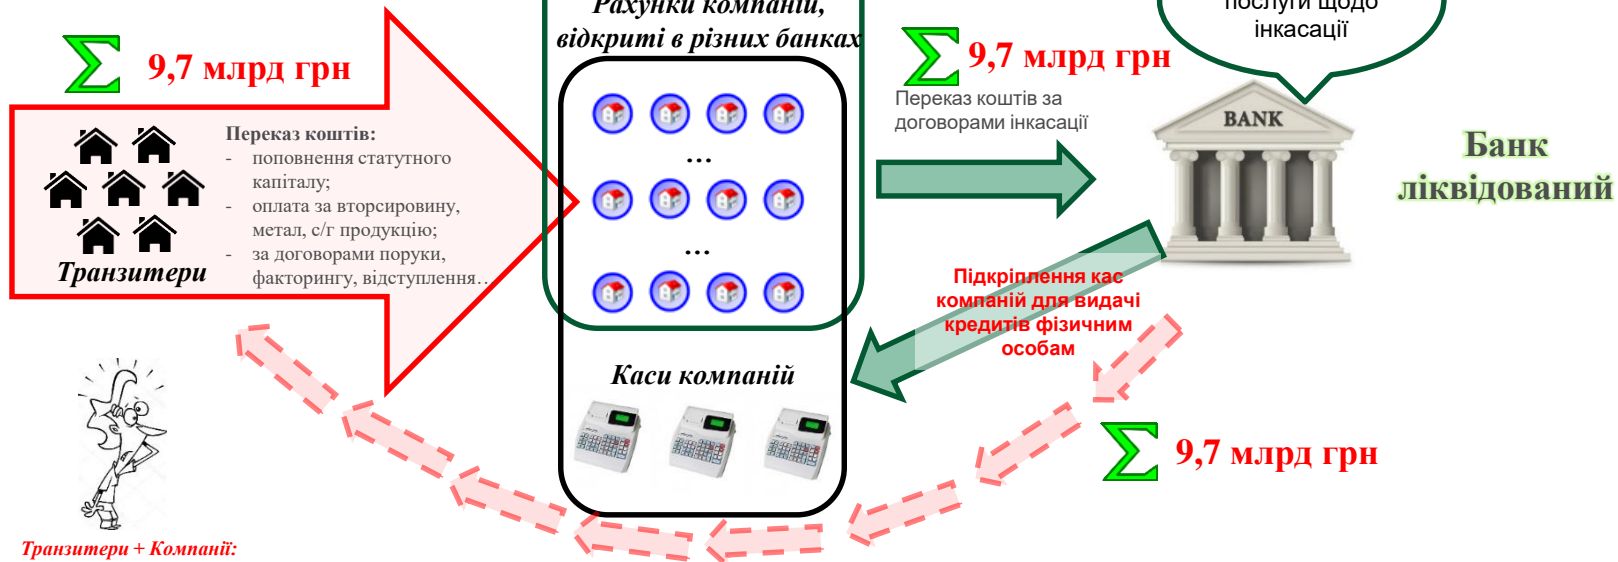 Рахунки компаній,
відкриті в різних банках
послуги щодо
інкасації
9,7 млрд грн
9,7 млрд грн
Переказ коштів за
договорами інкасації
Переказ коштів:
- поповнення статутного
капіталу;
- оплата за вторсировину,
метал, с/г продукцію;
- за договорами поруки,
факторингу, відступлення…
Транзитери
...
...
BANK
Банк
ліквідований
Підкріплення кас
компаній для видачі
кредитів фізичним
особам
Каси компаній
9,7 млрд грн
Транзитери + Компанії: